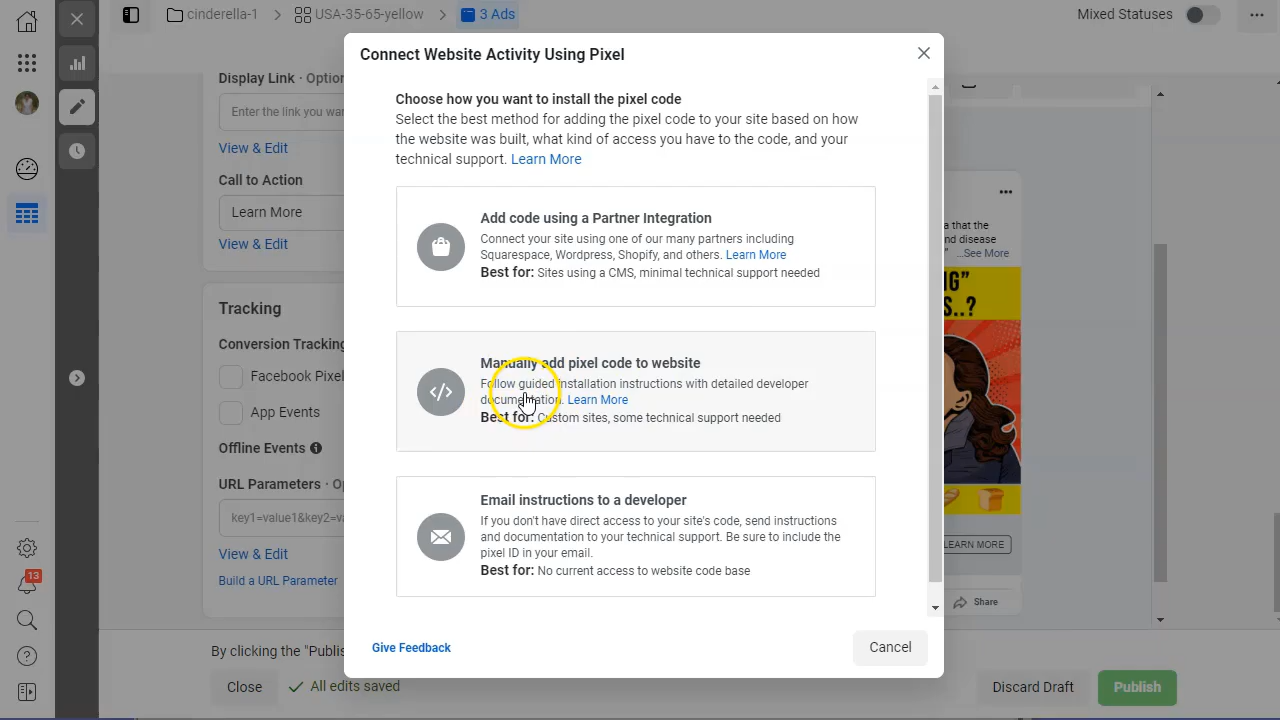 cinderella-1
USA-35-65-yellow
3 Ads
Mixed Statuses
Connect Website Activity Using Pixel
Display Link · Option
Enter the link you wan
View & Edit
Call to Action
Learn More
View & Edit
Tracking
Conversion Tracking
Facebook Pixel
App Events
Offline Events
URL Parameters · Op
key1=value1&key2=va
View & Edit
Build a URL Parameter
Choose how you want to install the pixel code
Select the best method for adding the pixel code to your site based on how
the website was built, what kind of access you have to the code, and your
technical support. Learn More
Add code using a Partner Integration
Connect your site using one of our many partners including
Squarespace, Wordpress, Shopify, and others. Learn More
Best for: Sites using a CMS, minimal technical support needed
Manually add pixel code to website
Follow guided installation instructions with detailed developer
documentation. Learn More
Best for: Custom sites, some technical support needed
Email instructions to a developer
If you don't have direct access to your site's code, send instructions
and documentation to your technical support. Be sure to include the
pixel ID in your email.
Best for: No current access to website code base
Give Feedback
Cancel
a that the
nd disease
...See More
G”
S..?
LEARN MORE
Share
13
By clicking the "Publis
Close
All edits saved
Discard Draft
Publish